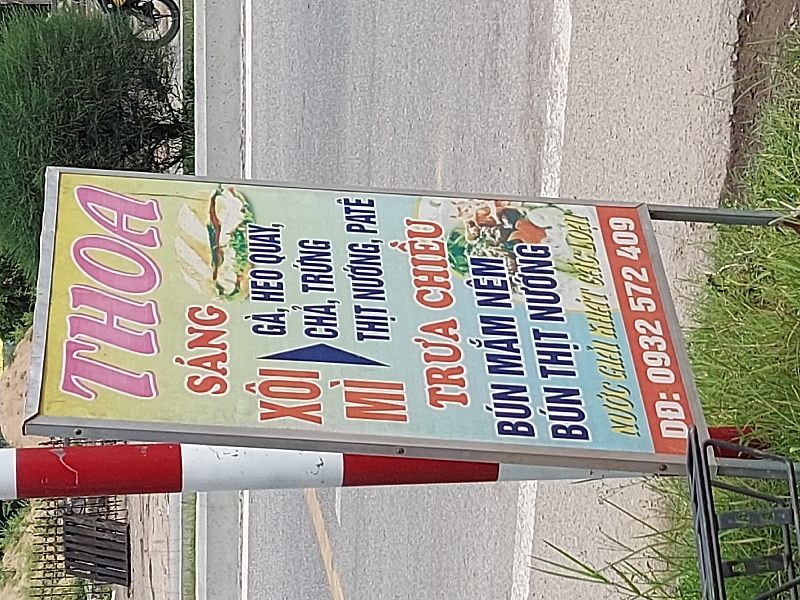 THOA
SÁNG
XÔI
MÌ
GÀ, HEO QUAY,
CHẢ, TRỨNG
THỊT NƯỚNG, PATÊ
TRƯA CHIỀU
BÚN MẮM NÊM
BÚN THỊT NƯỚNG
NƯỚC GIẢI KHÁT CÁC LOẠI
DĐ: 0932 572 409